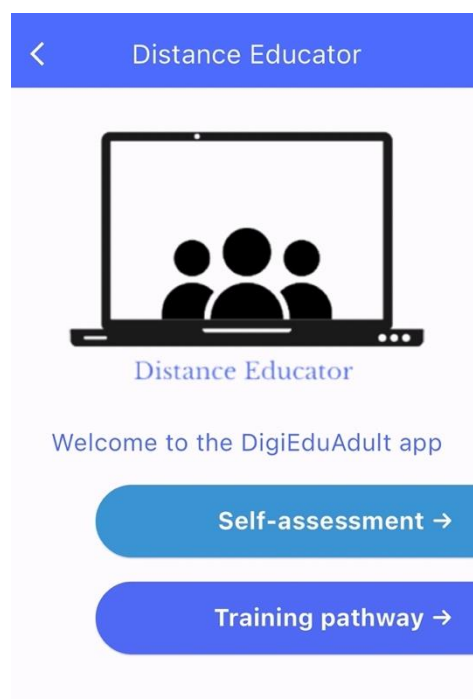 Distance Educator
Distance Educator
Welcome to the DigiEduAdult app
Self-assessment →
Training pathway →